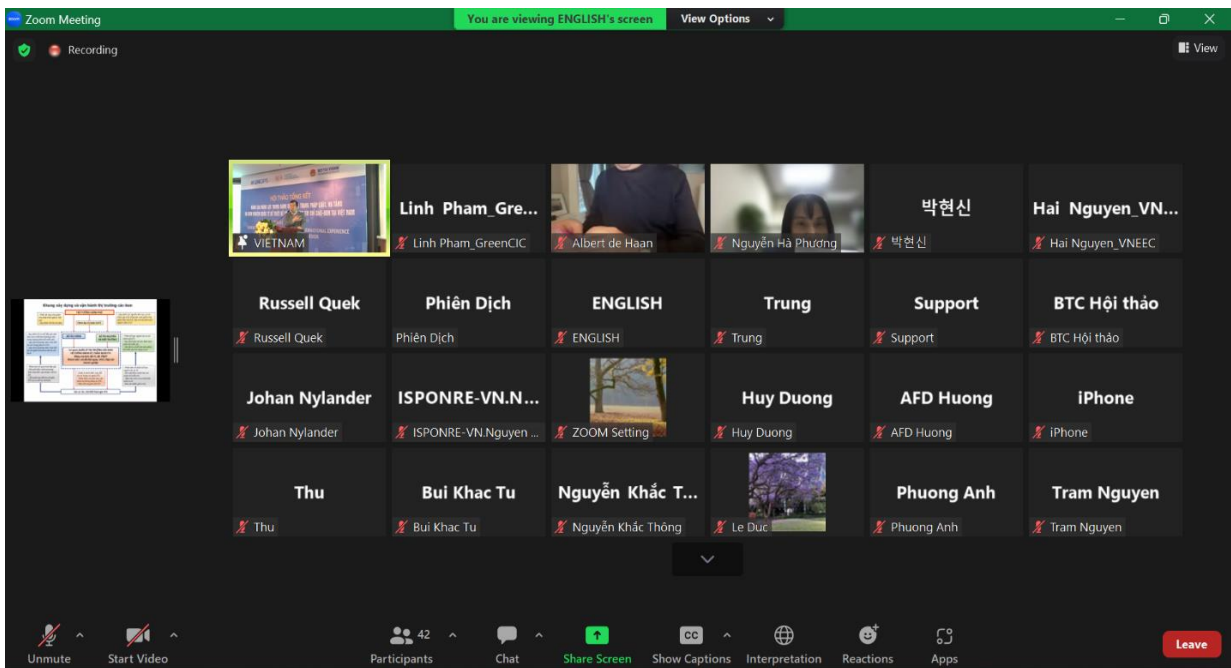 Zoom Meeting
You are viewing ENGLISH's screen
View Options
Recording
View
VIETNAM
Linh Pham_Gre...
Linh Pham_GreenCIC
Albert de Haan
Nguyễn Hà Phương
박현신
박현신
Hai Nguyen_VN...
Hai Nguyen_VNEEC
Russell Quek
Russell Quek
Phiên Dịch
Phiên Dịch
ENGLISH
ENGLISH
Trung
Trung
Support
Support
BTC Hội thảo
BTC Hội thảo
Johan Nylander
Johan Nylander
ISPONRE-VN.N...
ISPONRE-VN.Nguyen ...
ZOOM Setting
Huy Duong
Huy Duong
AFD Huong
AFD Huong
iPhone
iPhone
Thu
Thu
Bui Khac Tu
Bui Khac Tu
Nguyễn Khắc T...
Nguyễn Khắc Thông
Le Duc
Phuong Anh
Phuong Anh
Tram Nguyen
Tram Nguyen
Unmute
Start Video
42
Participants
Chat
Share Screen
CC
Show Captions
Interpretation
Reactions
Apps
Leave